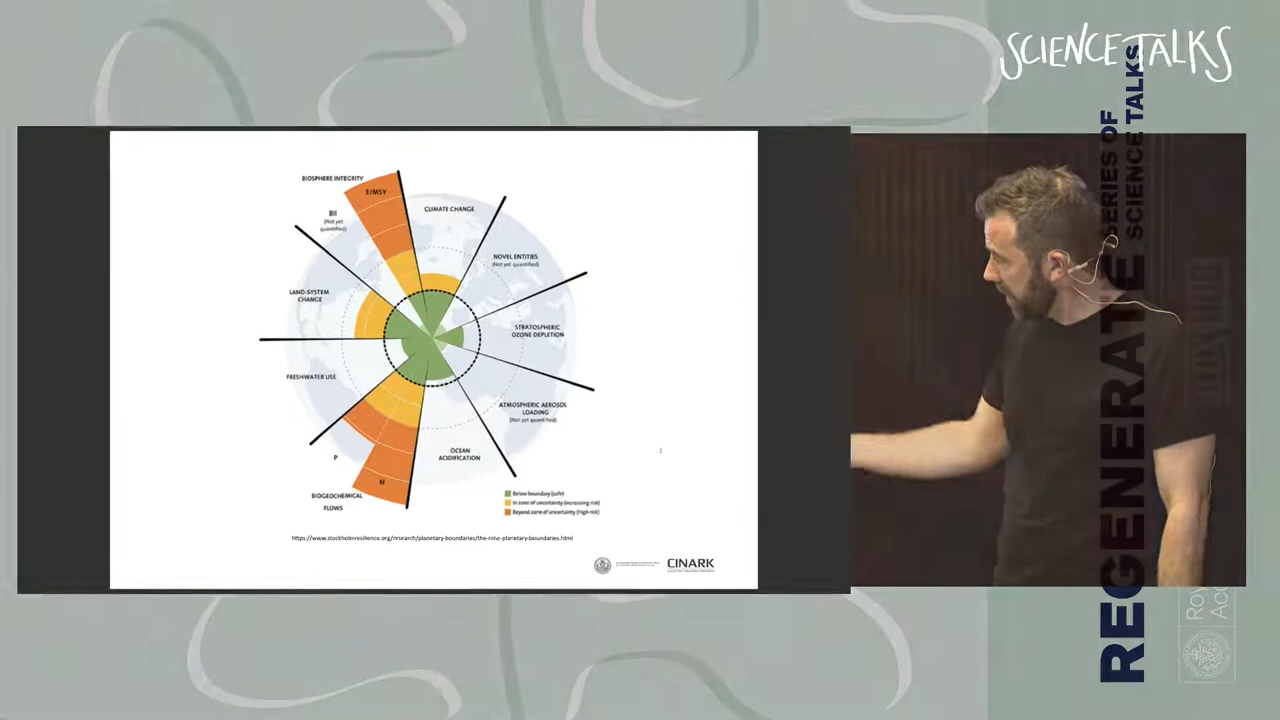 SCIENCE TALKS
REGENERATE
SERIES OF
SCIENCE TALKS
BIOSPHERE INTEGRITY
E/MSY
BII
(Not yet
quantified)
CLIMATE CHANGE
NOVEL ENTITIES
(Not yet quantified)
LAND-SYSTEM
CHANGE
STRATOSPHERIC
OZONE DEPLETION
FRESHWATER USE
ATMOSPHERIC AEROSOL
LOADING
(Not yet quantified)
P
OCEAN
ACIDIFICATION
N
BIOGEOCHEMICAL
FLOWS
Below boundary (safe)
In zone of uncertainty (increasing risk)
Beyond zone of uncertainty (high risk)
https://www.stockholmresilience.org/research/planetary-boundaries/the-nine-planetary-boundaries.html
CINARK